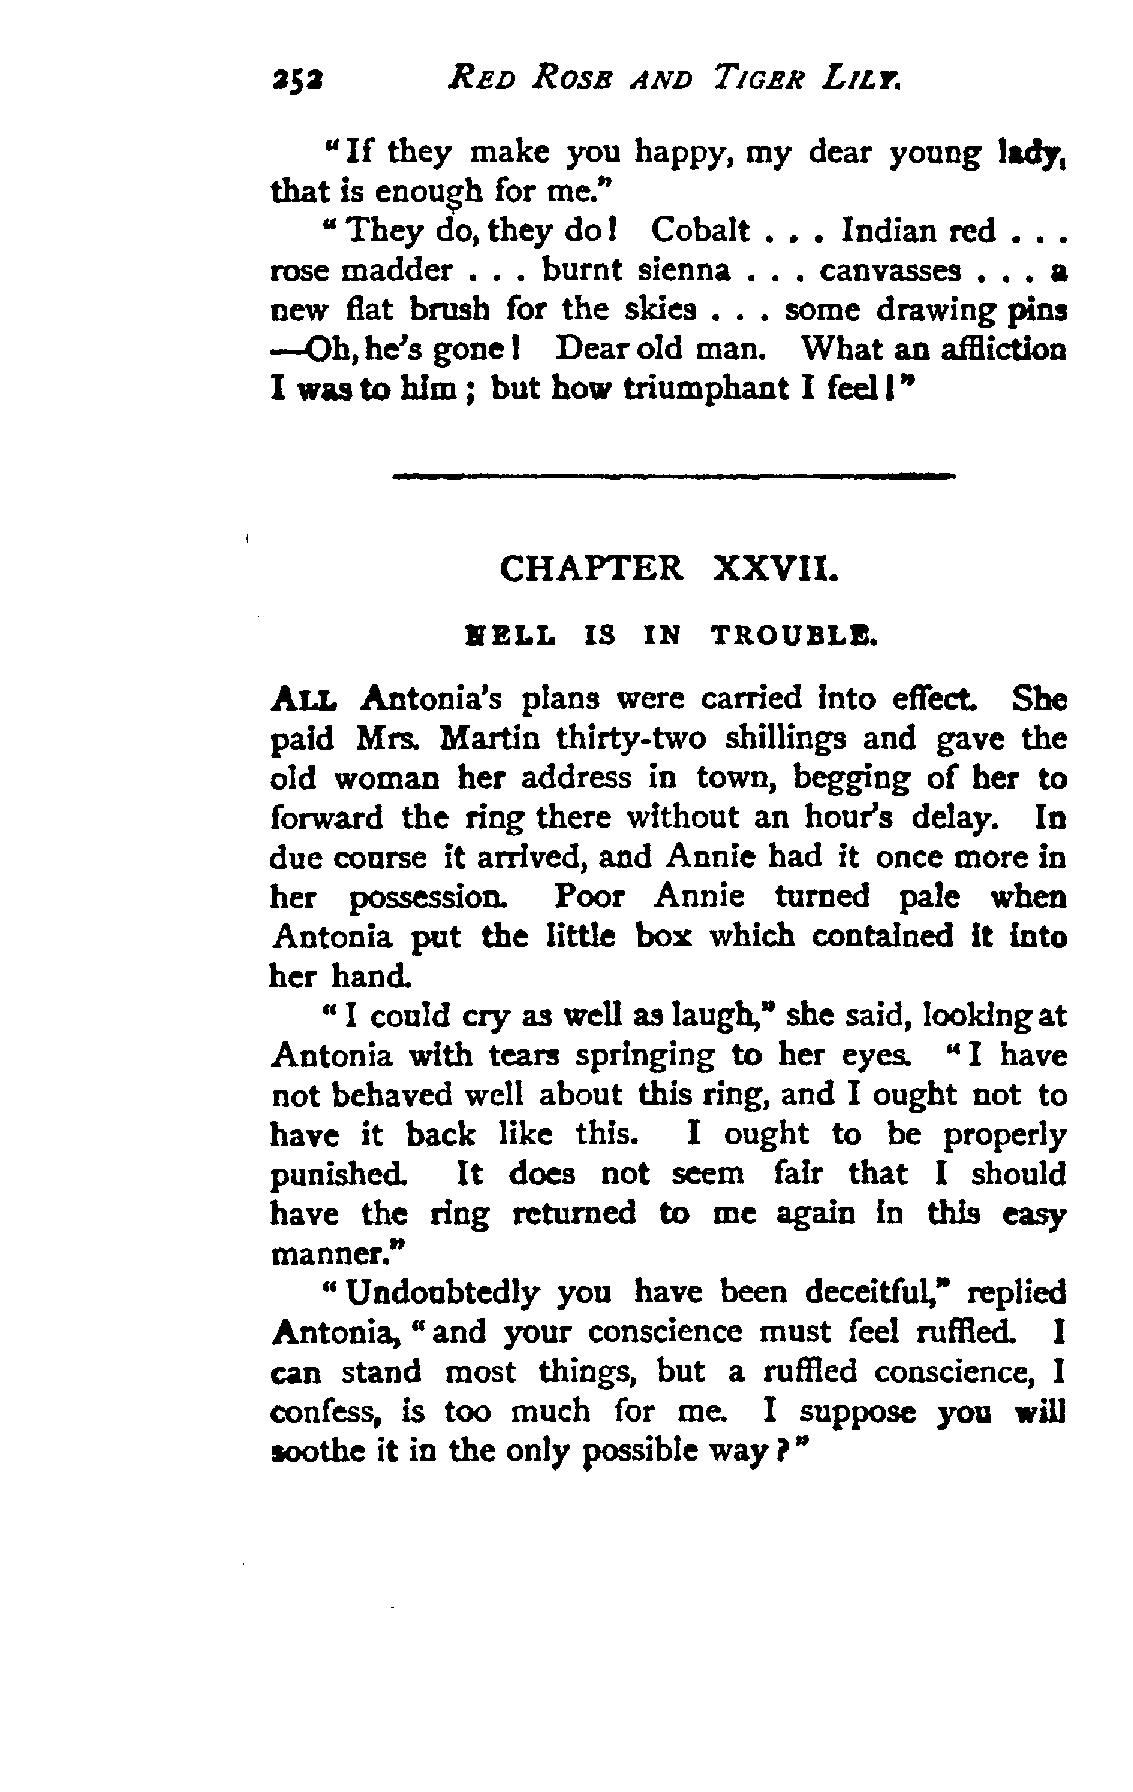 252 RED ROSE AND TIGER LILY.
"If they make you happy, my dear young lady,
that is enough for me."
"They do, they do! Cobalt . . . Indian red . . .
rose madder . . . burnt sienna . . . canvasses . . . a
new flat brush for the skies . . . some drawing pins
—Oh, he's gone! Dear old man. What an affliction
I was to him; but how triumphant I feel!"
CHAPTER XXVII.
NELL IS IN TROUBLE.
ALL Antonia's plans were carried into effect. She
paid Mrs. Martin thirty-two shillings and gave the
old woman her address in town, begging of her to
forward the ring there without an hour's delay. In
due course it arrived, and Annie had it once more in
her possession. Poor Annie turned pale when
Antonia put the little box which contained it into
her hand.
"I could cry as well as laugh," she said, looking at
Antonia with tears springing to her eyes. "I have
not behaved well about this ring, and I ought not to
have it back like this. I ought to be properly
punished. It does not seem fair that I should
have the ring returned to me again in this easy
manner."
"Undoubtedly you have been deceitful," replied
Antonia, "and your conscience must feel ruffled. I
can stand most things, but a ruffled conscience, I
confess, is too much for me. I suppose you will
soothe it in the only possible way?"